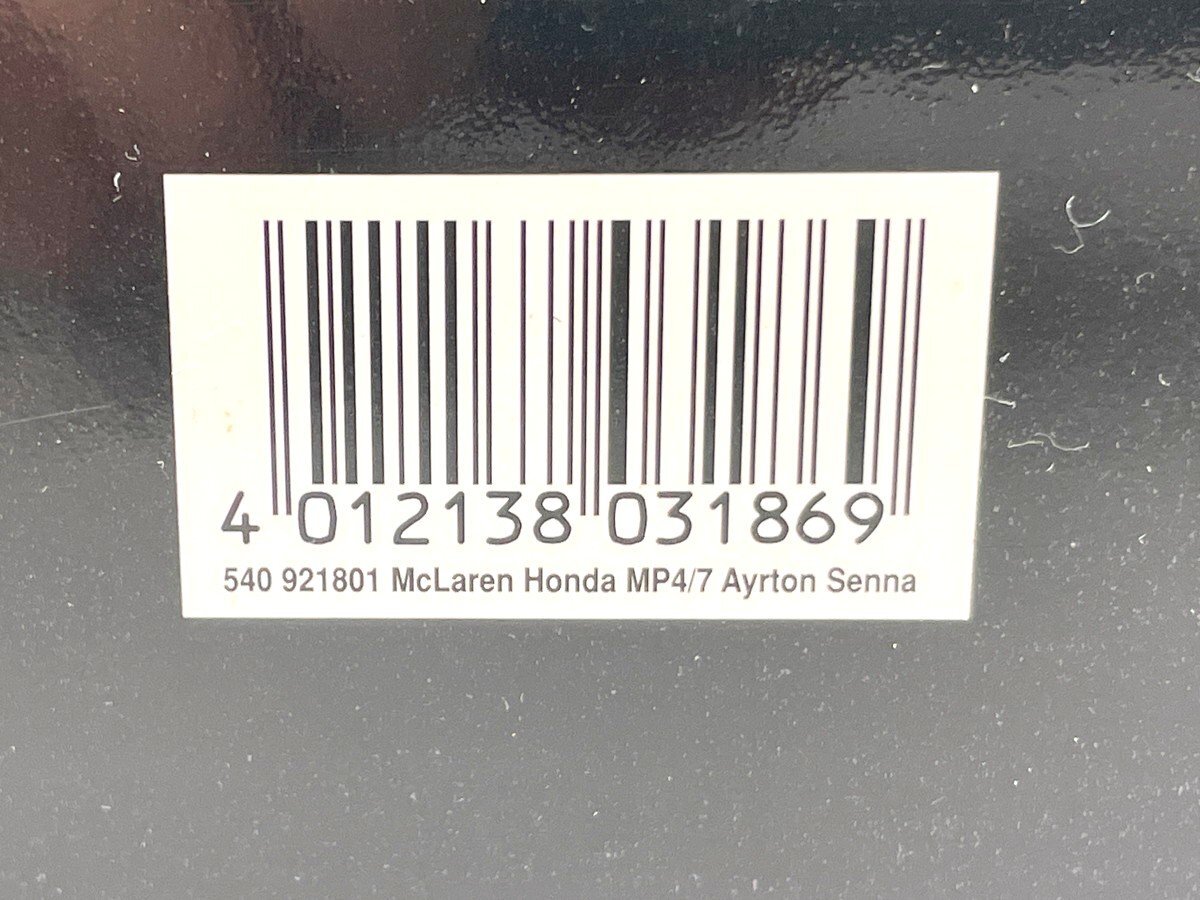 4 012138 031869
540 921801 McLaren Honda MP4/7 Ayrton Senna